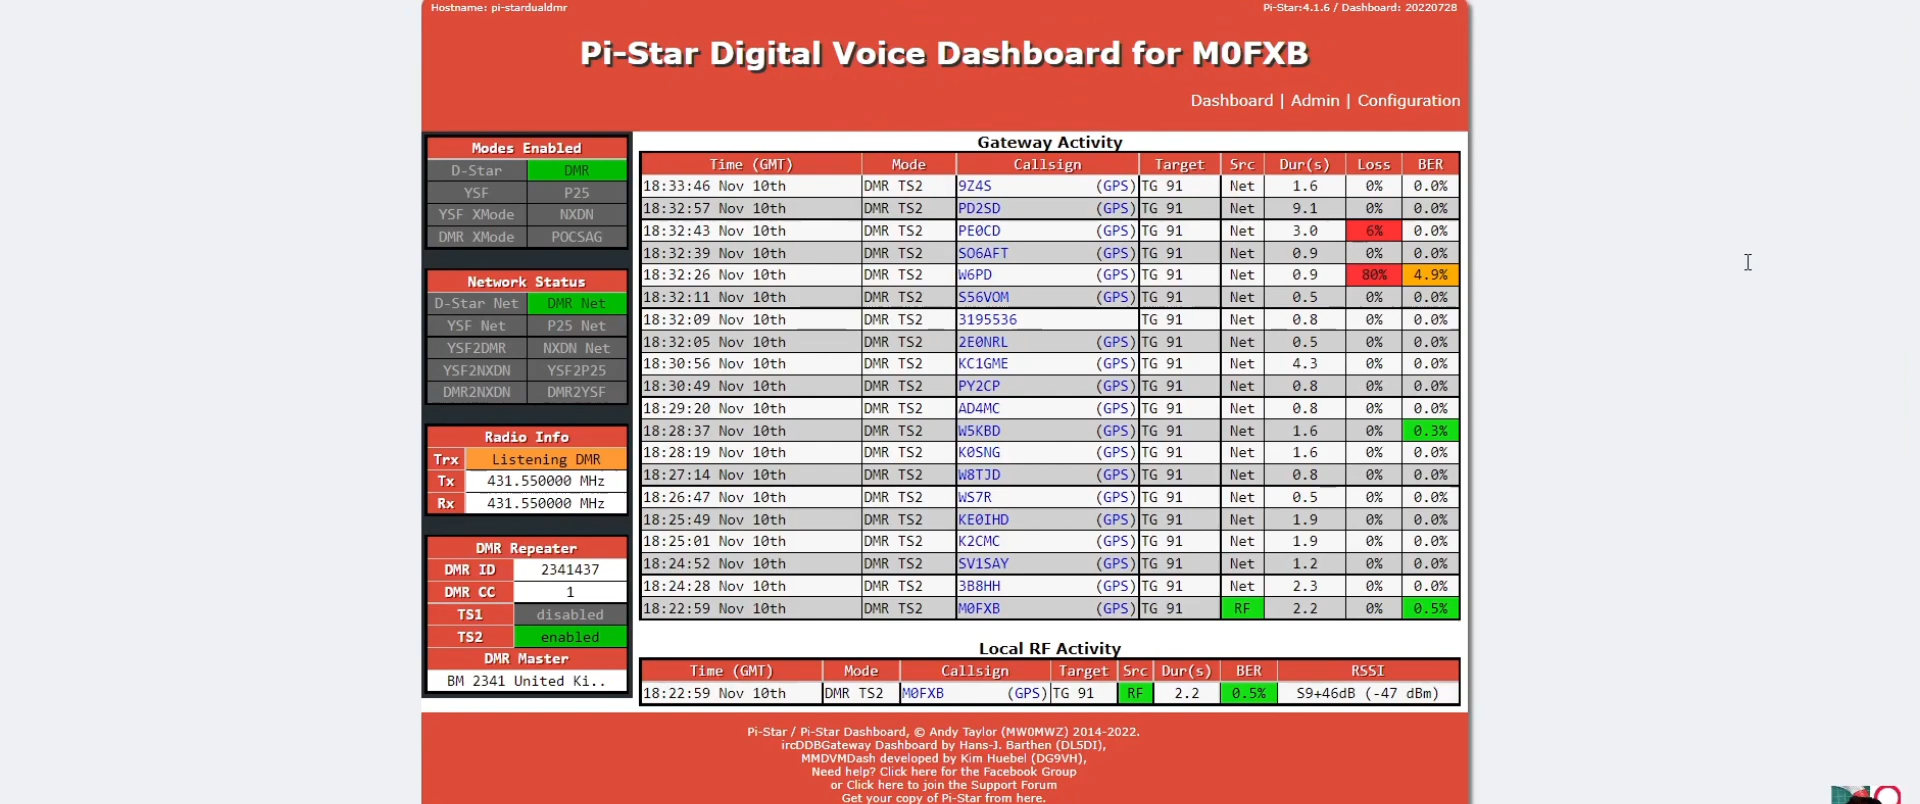 Hostname: pi-stardualdmr Pi-Star:4.1.6 / Dashboard: 20220728
Pi-Star Digital Voice Dashboard for M0FXB
Dashboard | Admin | Configuration
Modes Enabled
D-Star DMR
YSF P25
YSF XMode NXDN
DMR XMode POCSAG
Network Status
D-Star Net DMR Net
YSF Net P25 Net
YSF2DMR NXDN Net
YSF2NXDN YSF2P25
DMR2NXDN DMR2YSF
Radio Info
Trx Listening DMR
Tx 431.550000 MHz
Rx 431.550000 MHz
DMR Repeater
DMR ID 2341437
DMR CC 1
TS1 disabled
TS2 enabled
DMR Master
BM 2341 United Ki..
Gateway Activity
Time (GMT) Mode Callsign Target Src Dur(s) Loss BER
18:33:46 Nov 10th DMR TS2 9Z4S (GPS) TG 91 Net 1.6 0% 0.0%
18:32:57 Nov 10th DMR TS2 PD2SD (GPS) TG 91 Net 9.1 0% 0.0%
18:32:43 Nov 10th DMR TS2 PE0CD (GPS) TG 91 Net 3.0 6% 0.0%
18:32:39 Nov 10th DMR TS2 SO6AFT (GPS) TG 91 Net 0.9 0% 0.0%
18:32:26 Nov 10th DMR TS2 W6PD (GPS) TG 91 Net 0.9 80% 4.9%
18:32:11 Nov 10th DMR TS2 S56VOM (GPS) TG 91 Net 0.5 0% 0.0%
18:32:09 Nov 10th DMR TS2 3195536 TG 91 Net 0.8 0% 0.0%
18:32:05 Nov 10th DMR TS2 2E0NRL (GPS) TG 91 Net 0.5 0% 0.0%
18:30:56 Nov 10th DMR TS2 KC1GME (GPS) TG 91 Net 4.3 0% 0.0%
18:30:49 Nov 10th DMR TS2 PY2CP (GPS) TG 91 Net 0.8 0% 0.0%
18:29:20 Nov 10th DMR TS2 AD4MC (GPS) TG 91 Net 0.8 0% 0.0%
18:28:37 Nov 10th DMR TS2 W5KBD (GPS) TG 91 Net 1.6 0% 0.3%
18:28:19 Nov 10th DMR TS2 K0SNG (GPS) TG 91 Net 1.6 0% 0.0%
18:27:14 Nov 10th DMR TS2 W8TJD (GPS) TG 91 Net 0.8 0% 0.0%
18:26:47 Nov 10th DMR TS2 WS7R (GPS) TG 91 Net 0.5 0% 0.0%
18:25:49 Nov 10th DMR TS2 KE0IHD (GPS) TG 91 Net 1.9 0% 0.0%
18:25:01 Nov 10th DMR TS2 K2CMC (GPS) TG 91 Net 1.9 0% 0.0%
18:24:52 Nov 10th DMR TS2 SV1SAY (GPS) TG 91 Net 1.2 0% 0.0%
18:24:28 Nov 10th DMR TS2 3B8HH (GPS) TG 91 Net 2.3 0% 0.0%
18:22:59 Nov 10th DMR TS2 M0FXB (GPS) TG 91 RF 2.2 0% 0.5%
Local RF Activity
Time (GMT) Mode Callsign Target Src Dur(s) BER RSSI
18:22:59 Nov 10th DMR TS2 M0FXB (GPS) TG 91 RF 2.2 0.5% S9+46dB (-47 dBm)
Pi-Star / Pi-Star Dashboard, © Andy Taylor (MW0MWZ) 2014-2022.
ircDDBGateway Dashboard by Hans-J. Barthen (DL5DI),
MMDVMDash developed by Kim Huebel (DG9VH),
Need help? Click here for the Facebook Group
or Click here to join the Support Forum
Get your copy of Pi-Star from here.